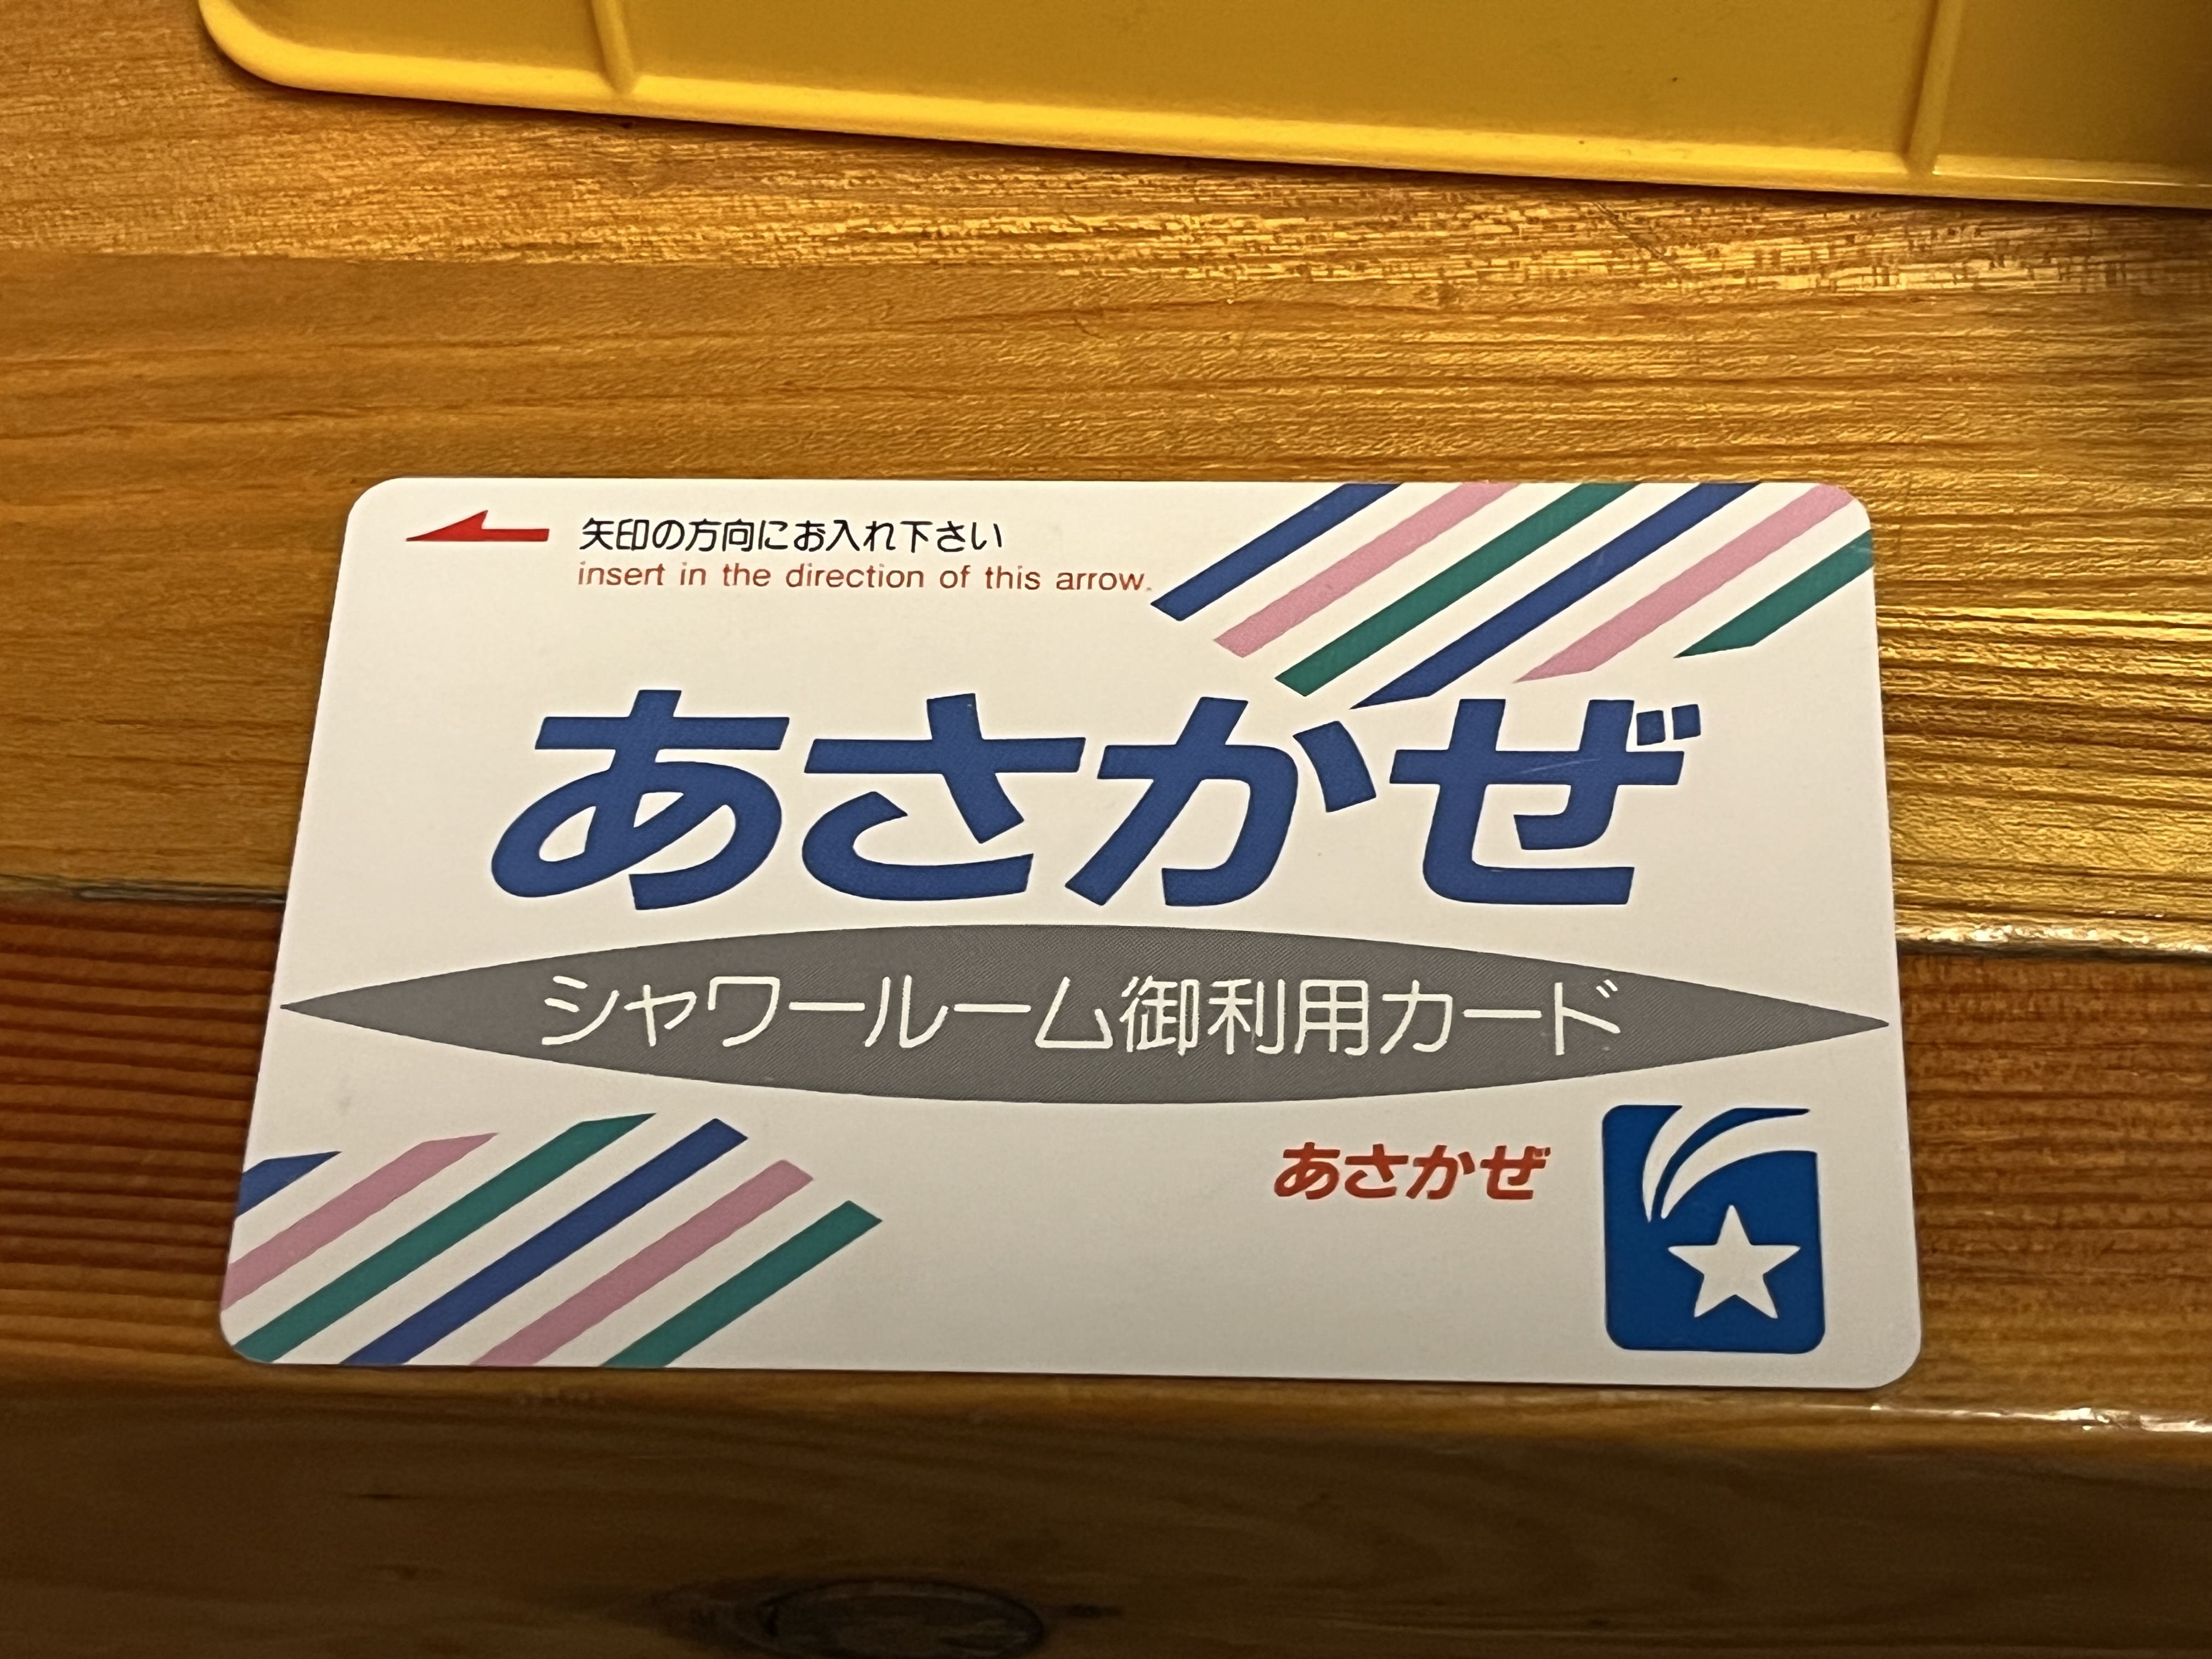 矢印の方向にお入れ下さい
insert in the direction of this arrow.
あさかぜ
シャワールーム御利用カード
あさかぜ